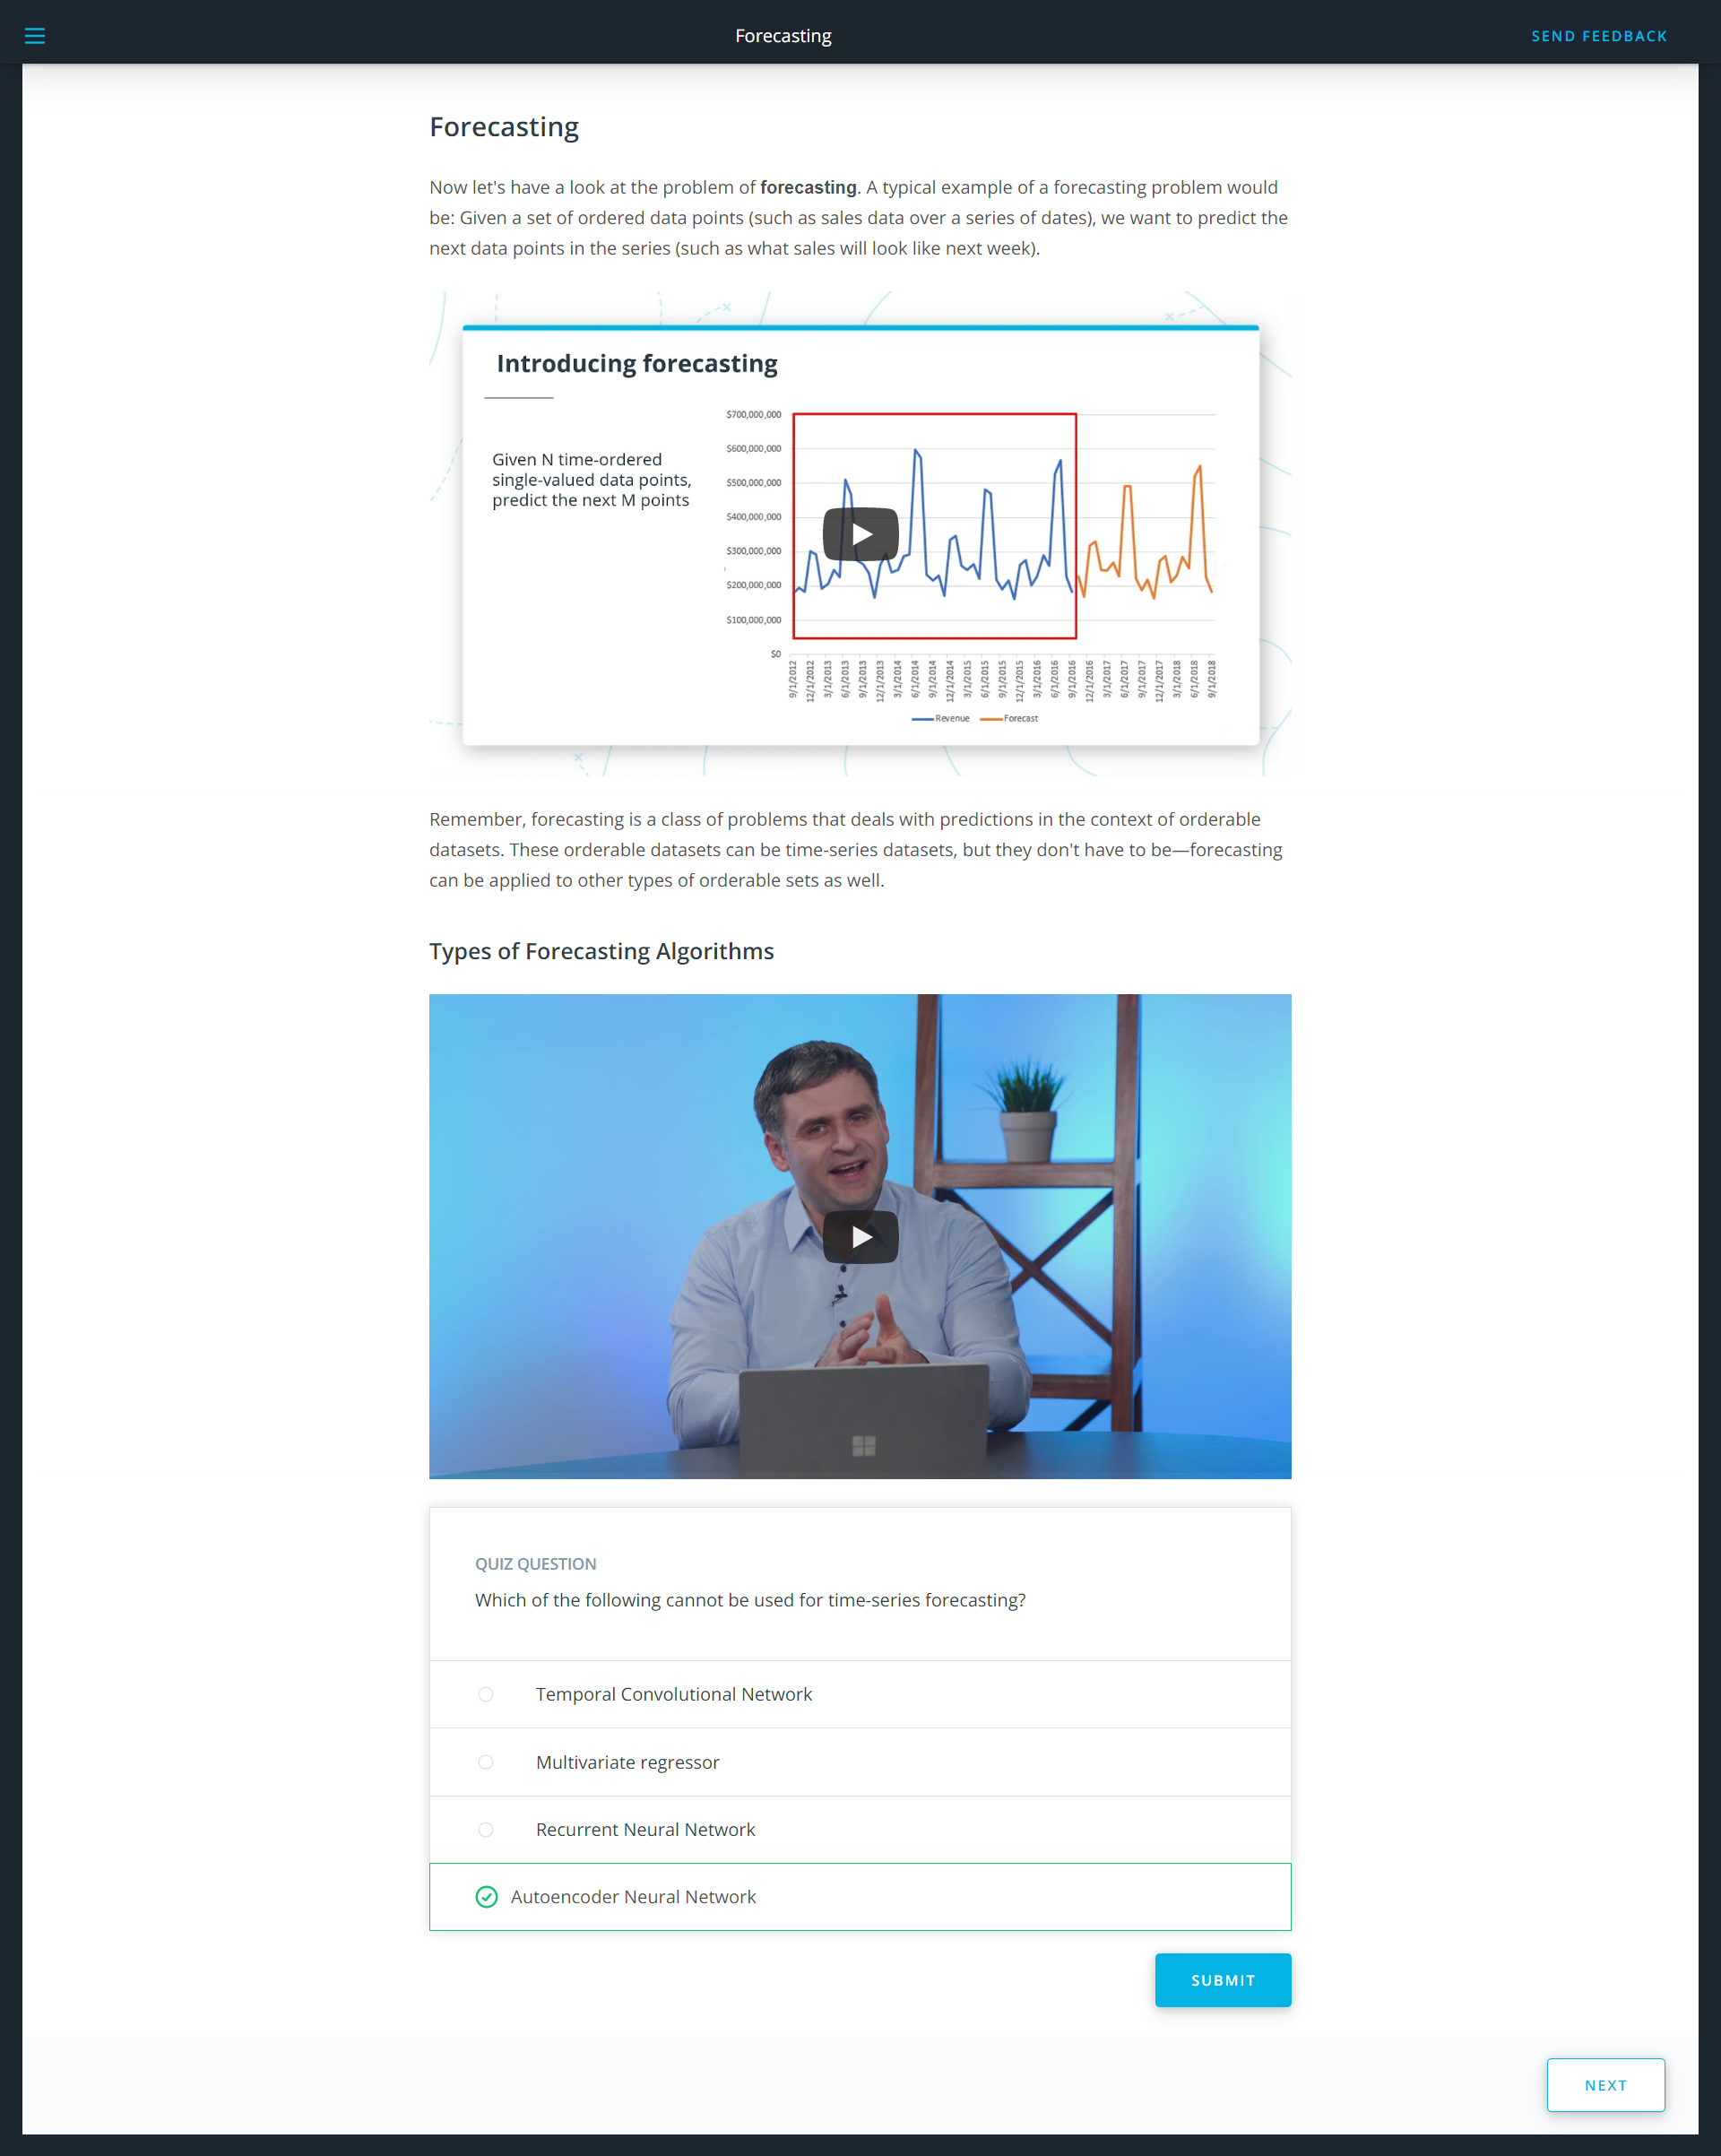 Forecasting
SEND FEEDBACK
Forecasting
Now let's have a look at the problem of forecasting. A typical example of a forecasting problem would
be: Given a set of ordered data points (such as sales data over a series of dates), we want to predict the
next data points in the series (such as what sales will look like next week).
Introducing forecasting
Given N time-ordered
single-valued data points,
predict the next M points
$700,000,000
$600,000,000
$500,000,000
$400,000,000
$300,000,000
$200,000,000
$100,000,000
$0
9/1/2012
12/1/2012
3/1/2013
6/1/2013
9/1/2013
12/1/2013
3/1/2014
6/1/2014
9/1/2014
12/1/2014
3/1/2015
6/1/2015
9/1/2015
12/1/2015
3/1/2016
6/1/2016
9/1/2016
12/1/2016
3/1/2017
6/1/2017
9/1/2017
12/1/2017
3/1/2018
6/1/2018
9/1/2018
Revenue
Forecast
Remember, forecasting is a class of problems that deals with predictions in the context of orderable
datasets. These orderable datasets can be time-series datasets, but they don't have to be—forecasting
can be applied to other types of orderable sets as well.
Types of Forecasting Algorithms
QUIZ QUESTION
Which of the following cannot be used for time-series forecasting?
Temporal Convolutional Network
Multivariate regressor
Recurrent Neural Network
Autoencoder Neural Network
SUBMIT
NEXT